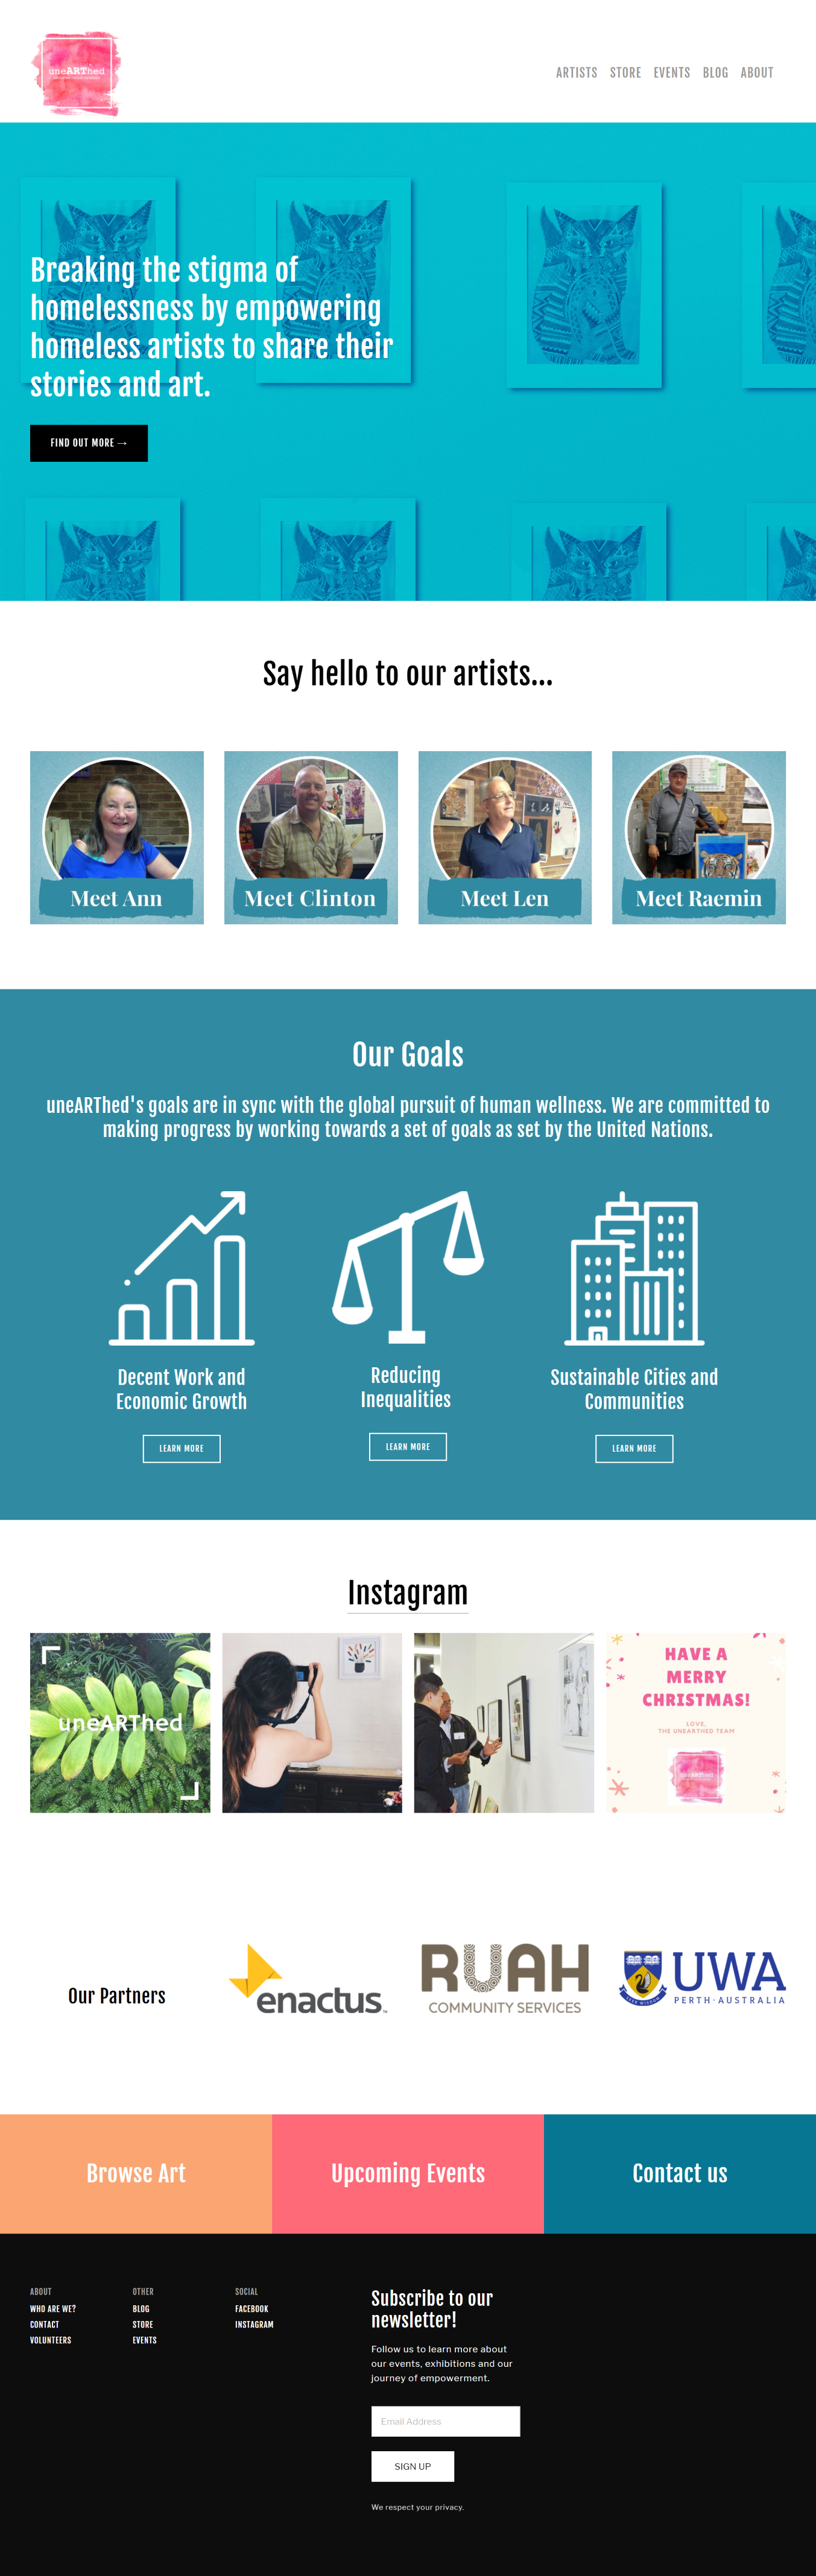 uneARThed
ARTISTS STORE EVENTS BLOG ABOUT
Breaking the stigma of
homelessness by empowering
homeless artists to share their
stories and art.
FIND OUT MORE →
Say hello to our artists...
Meet Ann
Meet Clinton
Meet Len
Meet Raemin
Our Goals
uneARThed's goals are in sync with the global pursuit of human wellness. We are committed to
making progress by working towards a set of goals as set by the United Nations.
Decent Work and
Economic Growth
LEARN MORE
Reducing
Inequalities
LEARN MORE
Sustainable Cities and
Communities
LEARN MORE
Instagram
uneARThed
HAVE A
MERRY
CHRISTMAS!
LOVE,
THE UNEARTHED TEAM
uneARThed
Our Partners
enactus
RUAH
COMMUNITY SERVICES
UWA
PERTH·AUSTRALIA
Browse Art
Upcoming Events
Contact us
ABOUT
WHO ARE WE?
CONTACT
VOLUNTEERS
OTHER
BLOG
STORE
EVENTS
SOCIAL
FACEBOOK
INSTAGRAM
Subscribe to our
newsletter!
Follow us to learn more about
our events, exhibitions and our
journey of empowerment.
Email Address
SIGN UP
We respect your privacy.